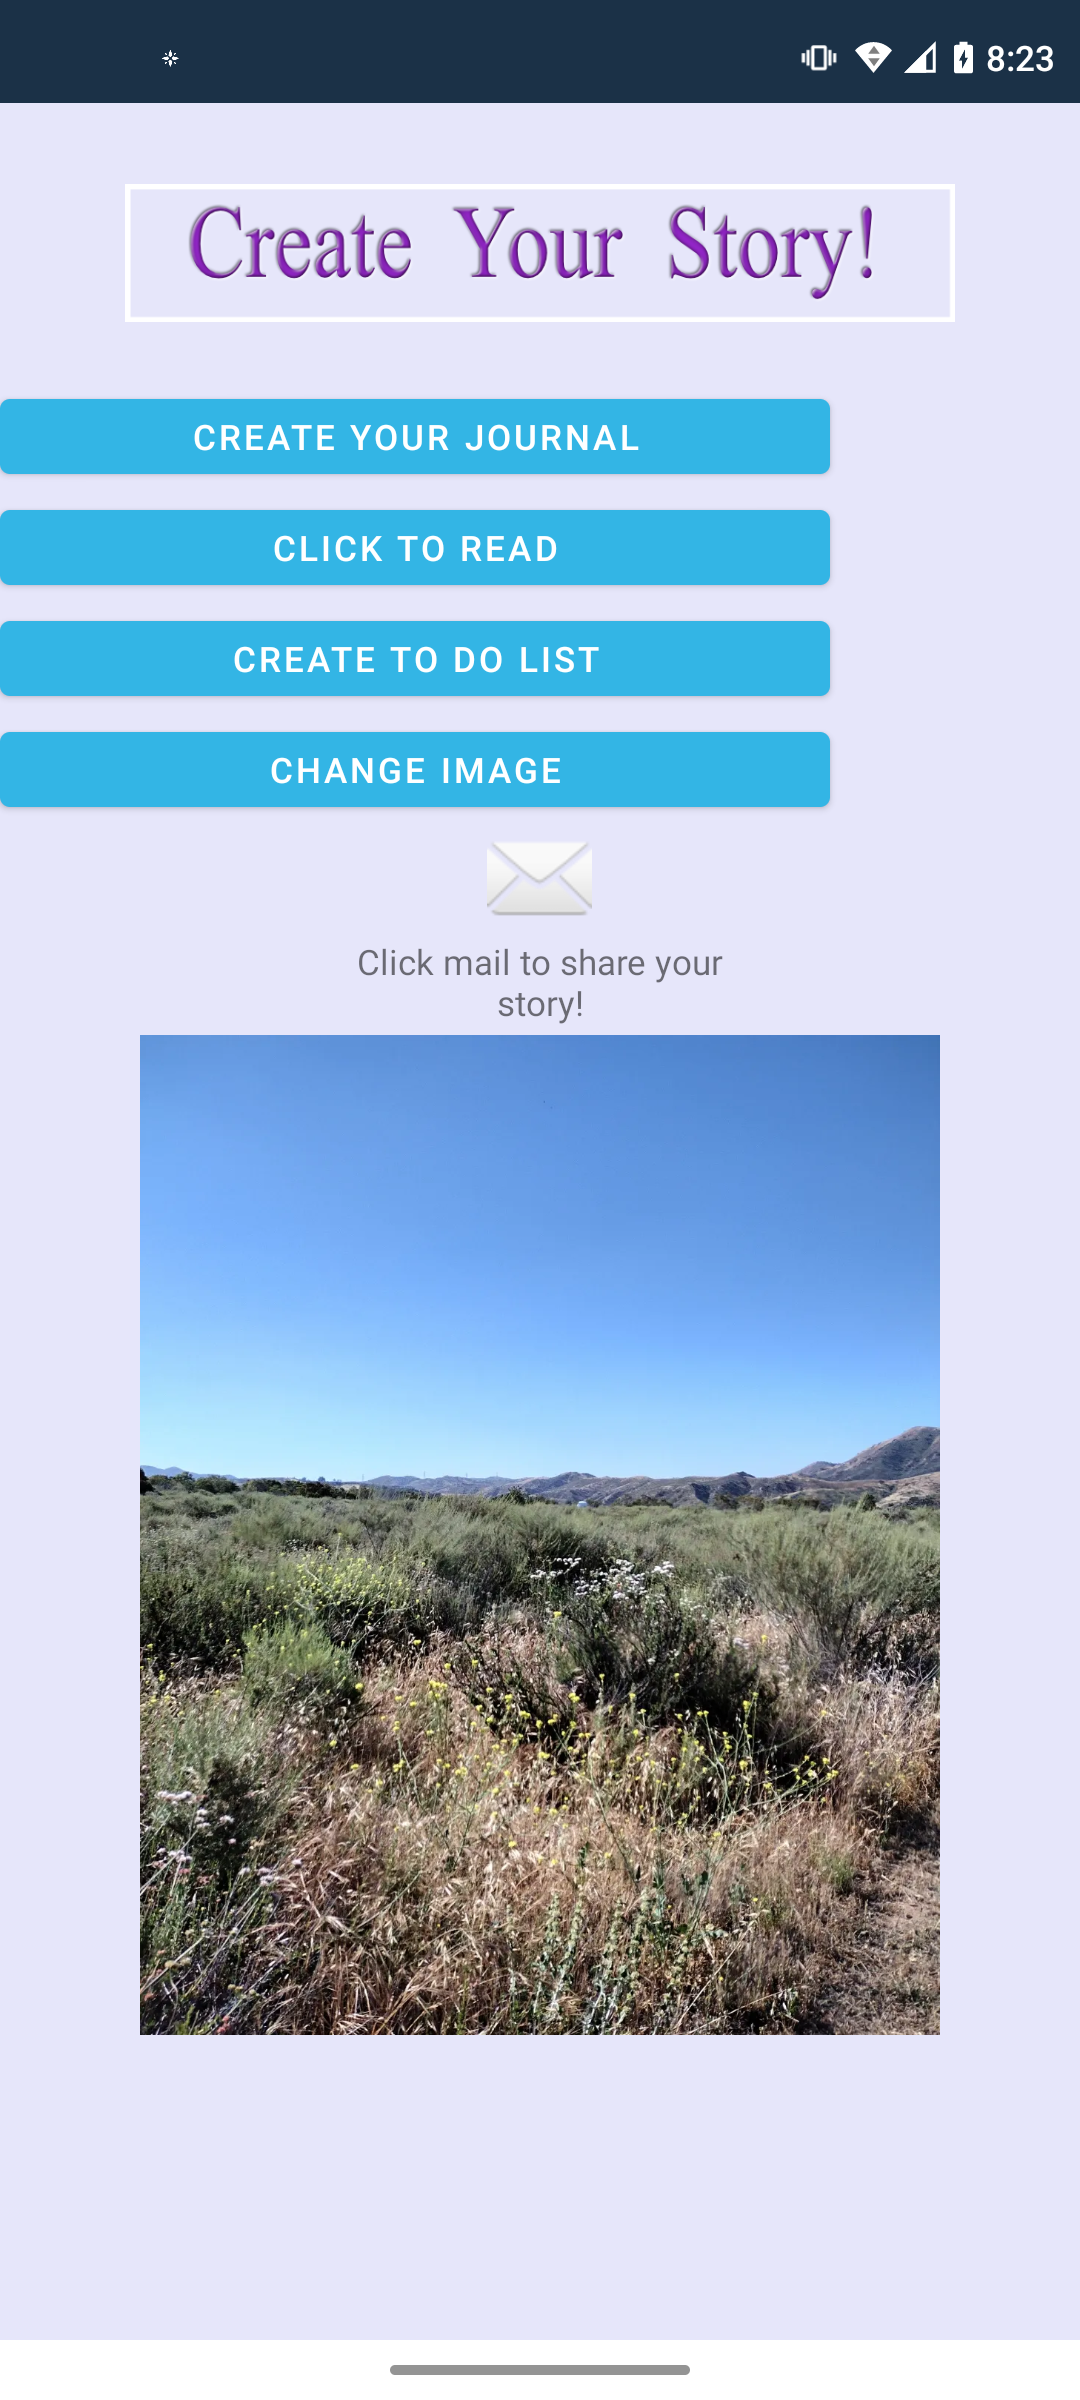 8:23
Create Your Story!
CREATE YOUR JOURNAL
CLICK TO READ
CREATE TO DO LIST
CHANGE IMAGE
Click mail to share your
story!